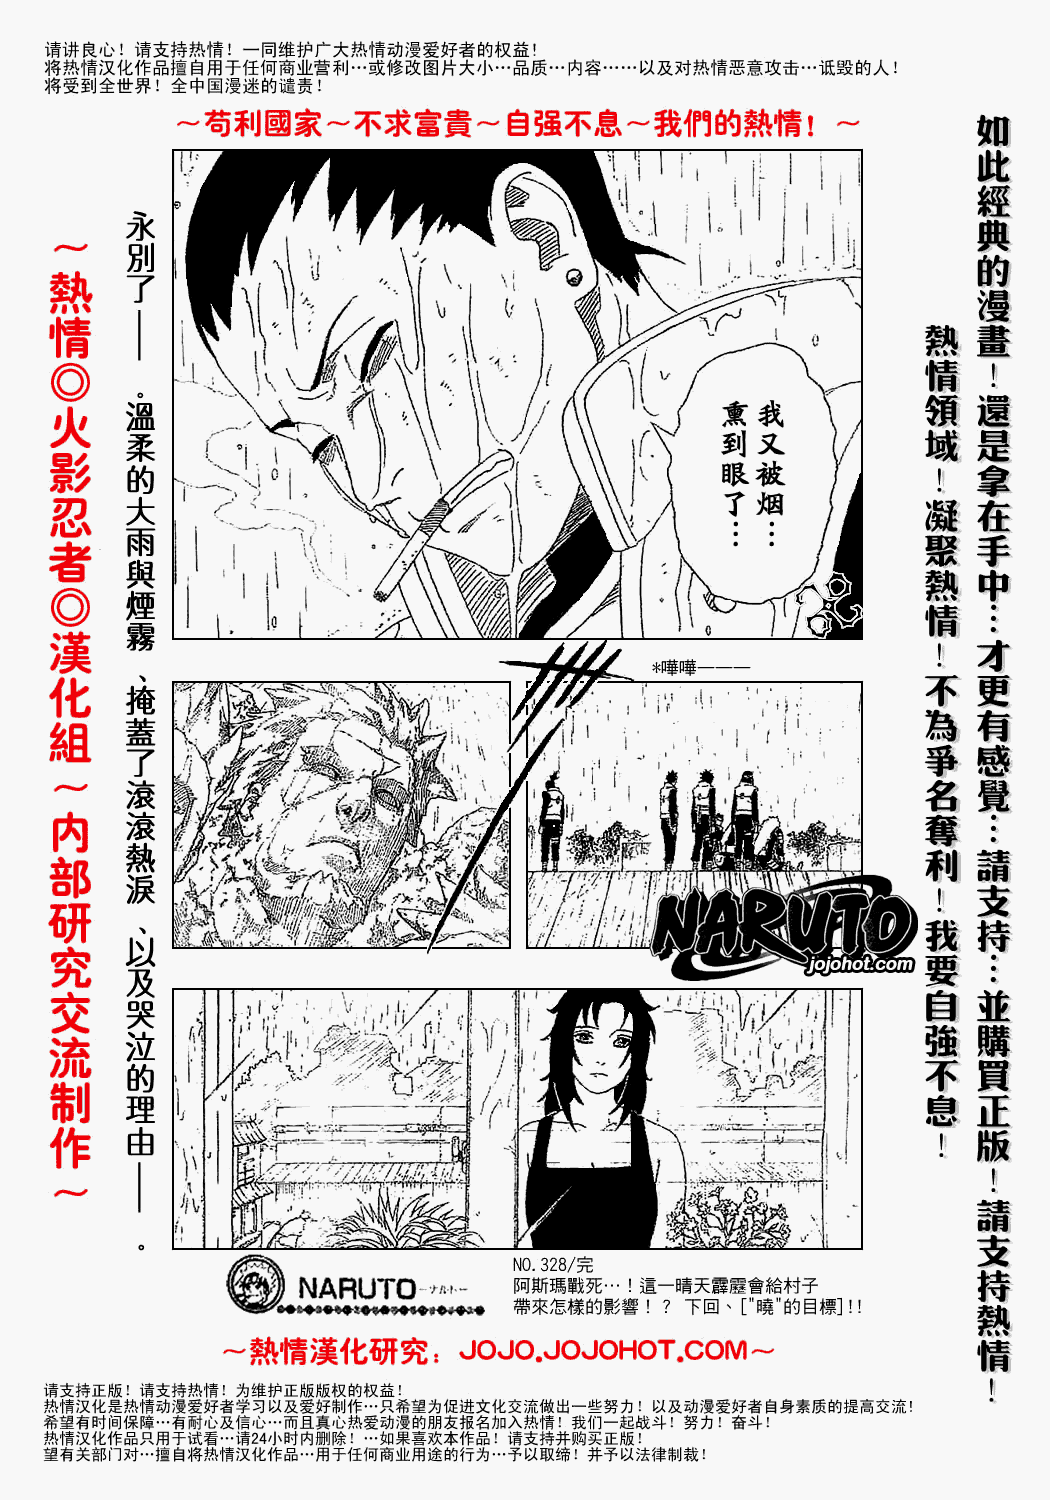 请讲良心！请支持热情！一同维护广大热情动漫爱好者的权益！
将热情汉化作品擅自用于任何商业营利…或修改图片大小…品质…内容……以及对热情恶意攻击…诋毁的人！
将受到全世界！全中国漫迷的谴责！
～苟利國家～不求富貴～自强不息～我們的熱情！～
如此經典的漫畫！還是拿在手中…才更有感覺…請支持…並購買正版！請支持熱情！
熱情領域！凝聚熱情！不為爭名奪利！我要自強不息！
我又被烟…
熏到眼了…
永別了——。溫柔的大雨與煙霧、掩蓋了滾滾熱淚、以及哭泣的理由——。
～熱情◎火影忍者◎漢化組～内部研究交流制作～
*嘩嘩———
NARUTO
jojohot.com
NARUTO—ナルト—
NO.328/完
阿斯瑪戰死…！這一晴天霹靂會給村子
帶來怎樣的影響！？ 下回、["曉"的目標]!!
～熱情漢化研究：JOJO.JOJOHOT.COM～
请支持正版！请支持热情！为维护正版版权的权益！
热情汉化是热情动漫爱好者学习以及爱好制作…只希望为促进文化交流做出一些努力！以及动漫爱好者自身素质的提高交流！
希望有时间保障…有耐心及信心…而且真心热爱动漫的朋友报名加入热情！我们一起战斗！努力！奋斗！
热情汉化作品只用于试看…请24小时内删除！…如果喜欢本作品！请支持并购买正版！
望有关部门对…擅自将热情汉化作品…用于任何商业用途的行为…予以取缔！并予以法律制裁！